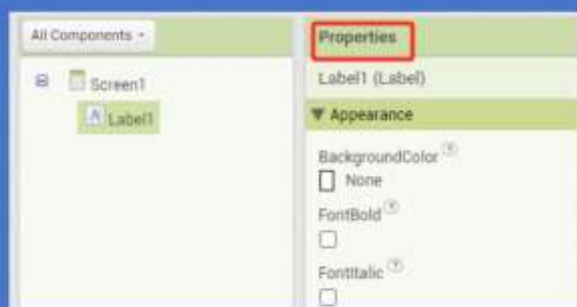 All Components
Screen1
Label1
Properties
Label1 (Label)
Appearance
BackgroundColor
None
FontBold
FontItalic